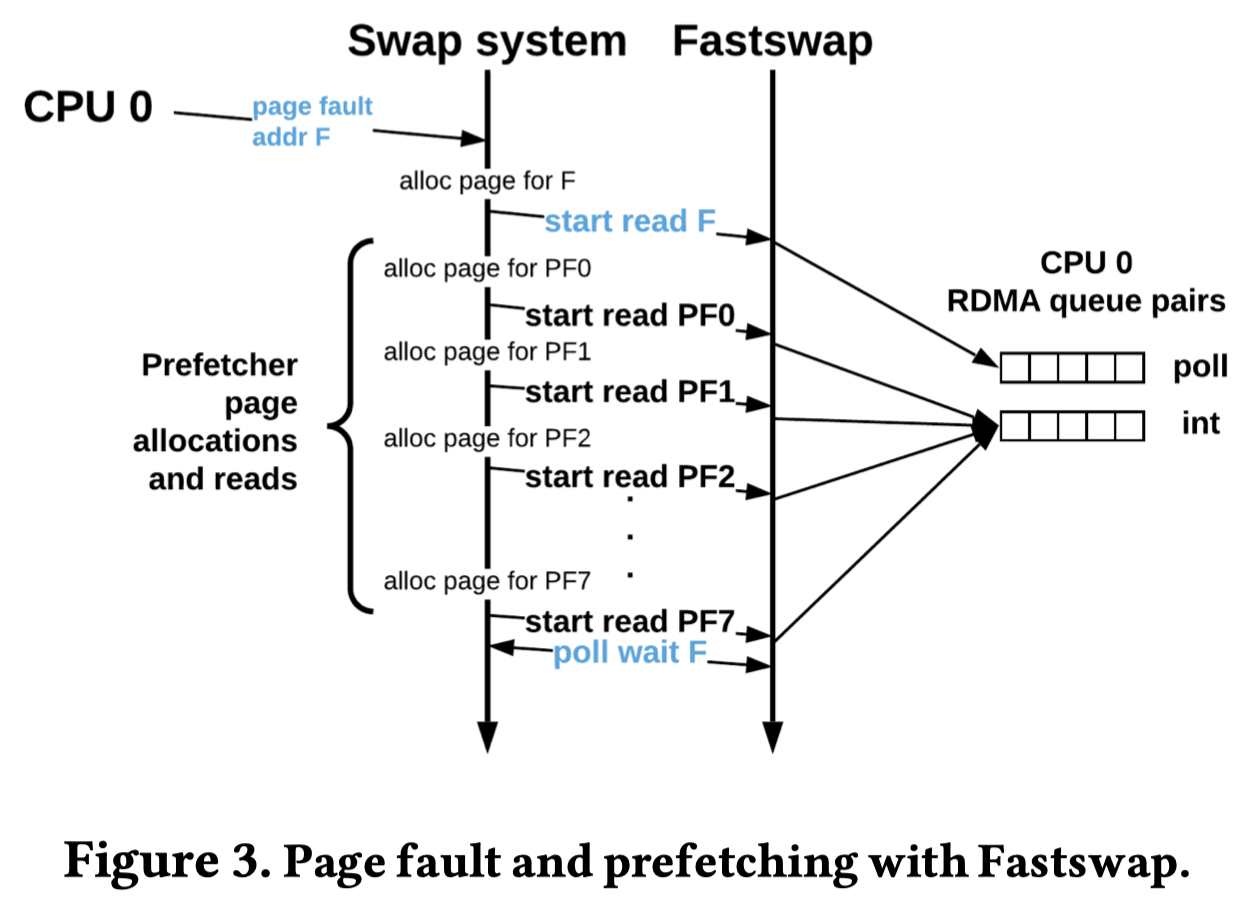 Swap system
Fastswap
CPU 0
page fault
addr F
alloc page for F
start read F
alloc page for PF0
start read PF0
alloc page for PF1
start read PF1
alloc page for PF2
start read PF2
.
.
.
alloc page for PF7
start read PF7
poll wait F
Prefetcher
page
allocations
and reads
CPU 0
RDMA queue pairs
poll
int
Figure 3. Page fault and prefetching with Fastswap.